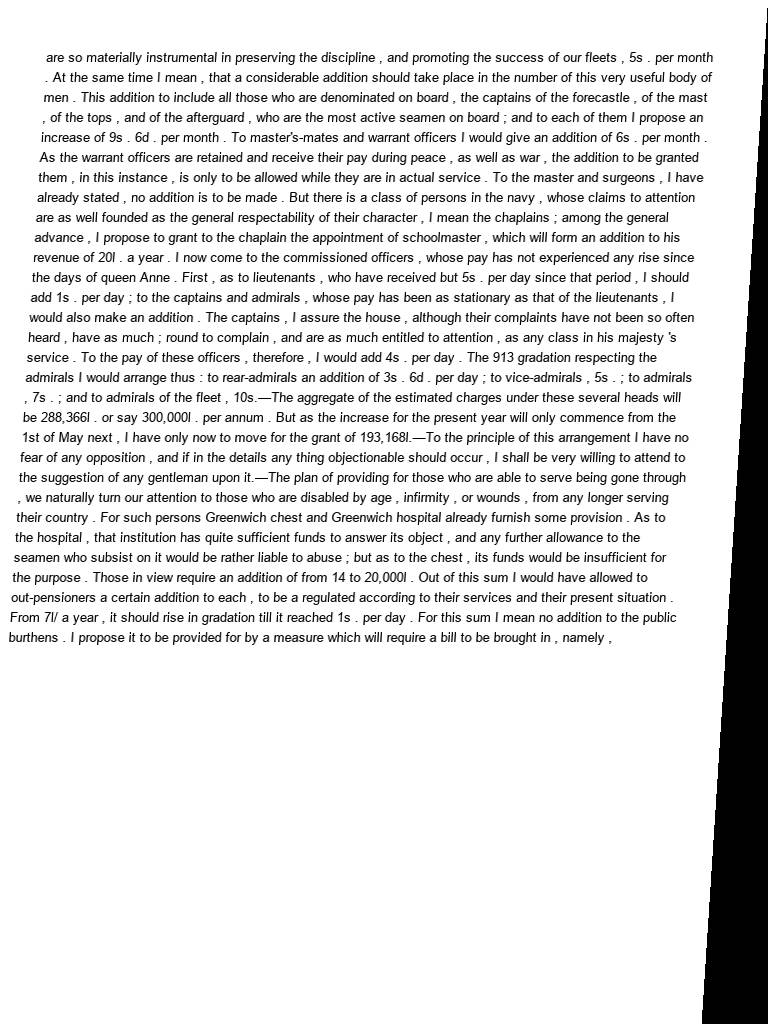 are so materially instrumental in preserving the discipline , and promoting the success of our fleets , 5s . per month
. At the same time I mean , that a considerable addition should take place in the number of this very useful body of
men . This addition to include all those who are denominated on board , the captains of the forecastle , of the mast
, of the tops , and of the afterguard , who are the most active seamen on board ; and to each of them I propose an
increase of 9s . 6d . per month . To master's-mates and warrant officers I would give an addition of 6s . per month .
As the warrant officers are retained and receive their pay during peace , as well as war , the addition to be granted
them , in this instance , is only to be allowed while they are in actual service . To the master and surgeons , I have
already stated , no addition is to be made . But there is a class of persons in the navy , whose claims to attention
are as well founded as the general respectability of their character , I mean the chaplains ; among the general
advance , I propose to grant to the chaplain the appointment of schoolmaster , which will form an addition to his
revenue of 20l . a year . I now come to the commissioned officers , whose pay has not experienced any rise since
the days of queen Anne . First , as to lieutenants , who have received but 5s . per day since that period , I should
add 1s . per day ; to the captains and admirals , whose pay has been as stationary as that of the lieutenants , I
would also make an addition . The captains , I assure the house , although their complaints have not been so often
heard , have as much ; round to complain , and are as much entitled to attention , as any class in his majesty 's
service . To the pay of these officers , therefore , I would add 4s . per day . The 913 gradation respecting the
admirals I would arrange thus : to rear-admirals an addition of 3s . 6d . per day ; to vice-admirals , 5s . ; to admirals
, 7s . ; and to admirals of the fleet , 10s.—The aggregate of the estimated charges under these several heads will
be 288,366l . or say 300,000l . per annum . But as the increase for the present year will only commence from the
1st of May next , I have only now to move for the grant of 193,168l.—To the principle of this arrangement I have no
fear of any opposition , and if in the details any thing objectionable should occur , I shall be very willing to attend to
the suggestion of any gentleman upon it.—The plan of providing for those who are able to serve being gone through
, we naturally turn our attention to those who are disabled by age , infirmity , or wounds , from any longer serving
their country . For such persons Greenwich chest and Greenwich hospital already furnish some provision . As to
the hospital , that institution has quite sufficient funds to answer its object , and any further allowance to the
seamen who subsist on it would be rather liable to abuse ; but as to the chest , its funds would be insufficient for
the purpose . Those in view require an addition of from 14 to 20,000l . Out of this sum I would have allowed to
out-pensioners a certain addition to each , to be a regulated according to their services and their present situation .
From 7l/ a year , it should rise in gradation till it reached 1s . per day . For this sum I mean no addition to the public
burthens . I propose it to be provided for by a measure which will require a bill to be brought in , namely ,